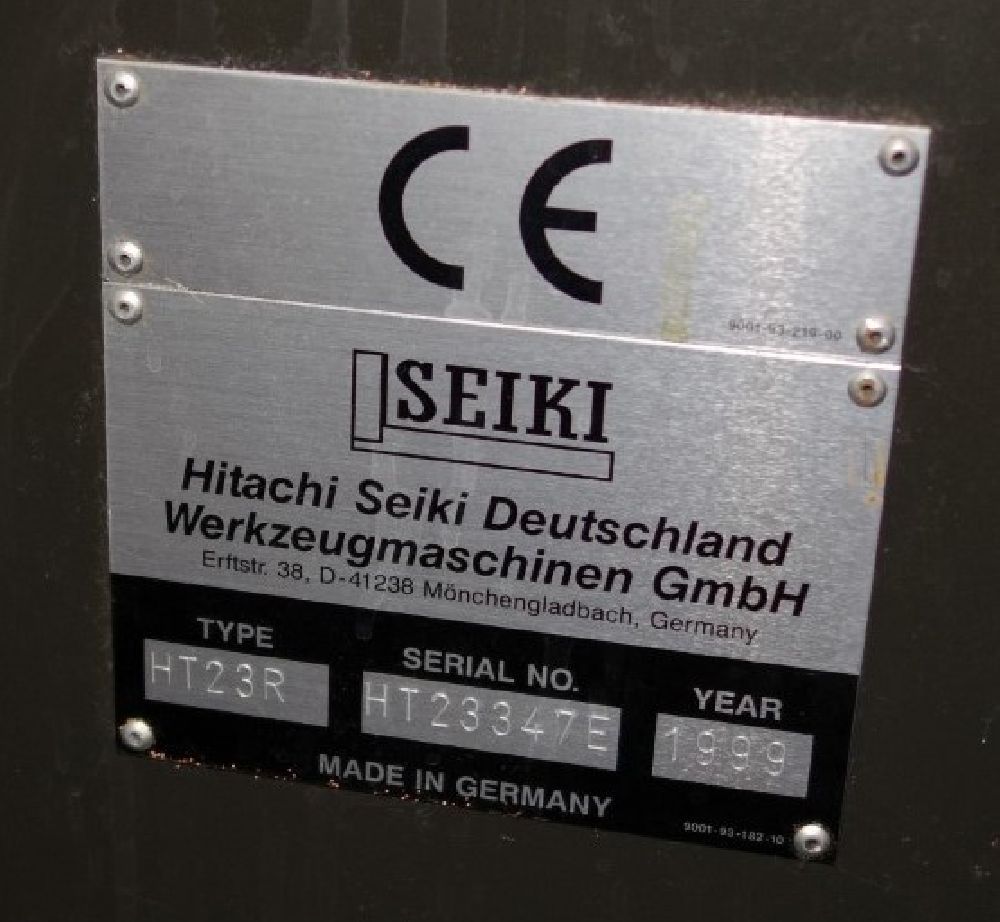 CE
9001-93-216-00
SEIKI
Hitachi Seiki Deutschland
Werkzeugmaschinen GmbH
Erftstr. 38, D-41238 Mönchengladbach, Germany
TYPE SERIAL NO. YEAR
HT23R HT23347E 1999
MADE IN GERMANY
9001-93-182-10